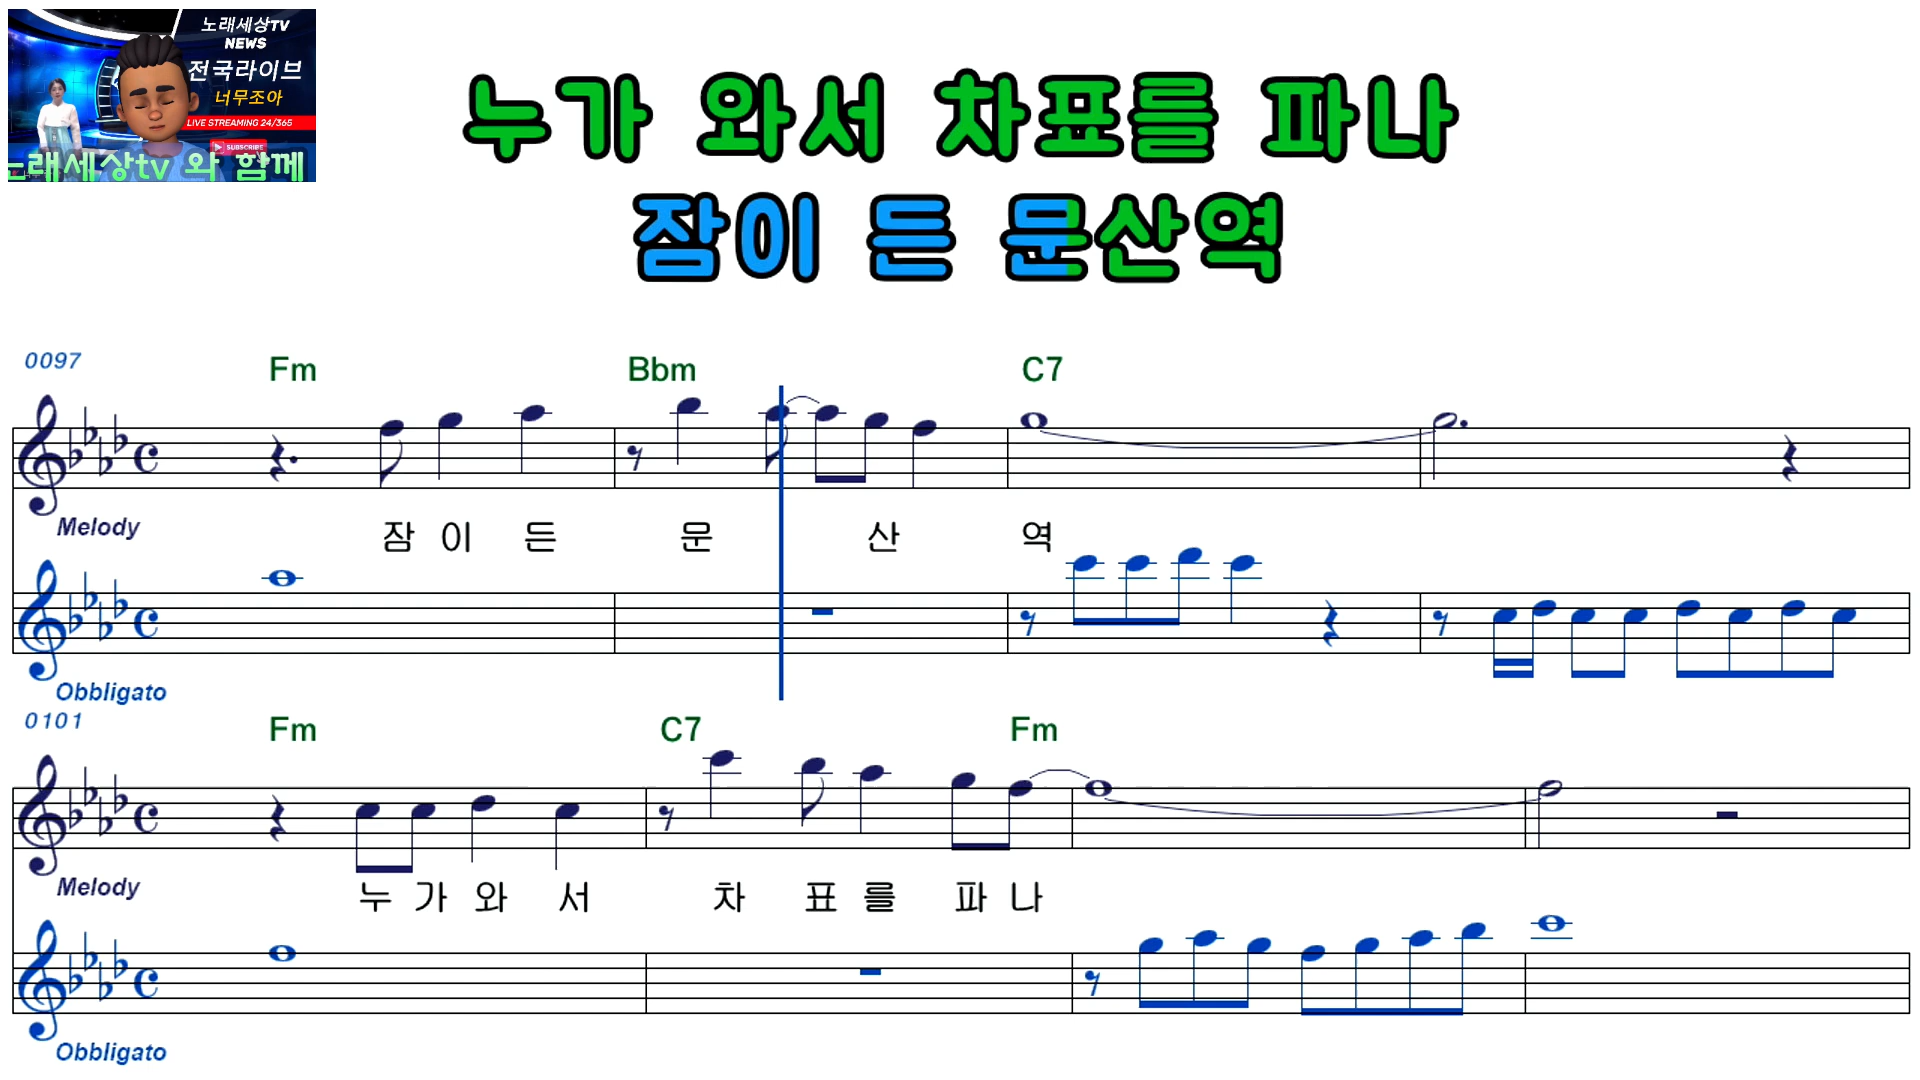 노래세상TV
NEWS
전국라이브
너무조아
LIVE STREAMING 24/365
SUBSCRIBE
노래세상tv 와 함께
누가 와서 차표를 파나
잠이 든 문산역
0097
Fm Bbm C7
Melody
잠 이 든 문 산 역
Obbligato
0101
Fm C7 Fm
Melody
누 가 와 서 차 표 를 파 나
Obbligato